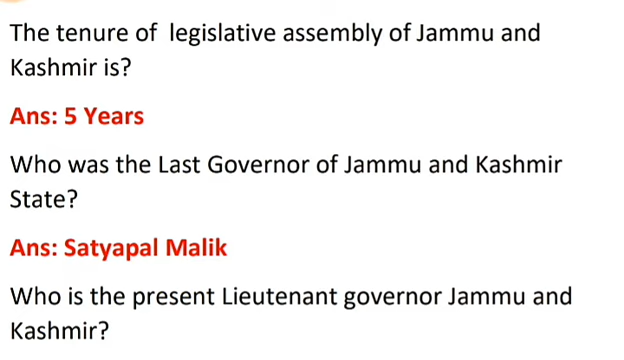 The tenure of legislative assembly of Jammu and
Kashmir is?
Ans: 5 Years
Who was the Last Governor of Jammu and Kashmir
State?
Ans: Satyapal Malik
Who is the present Lieutenant governor Jammu and
Kashmir?